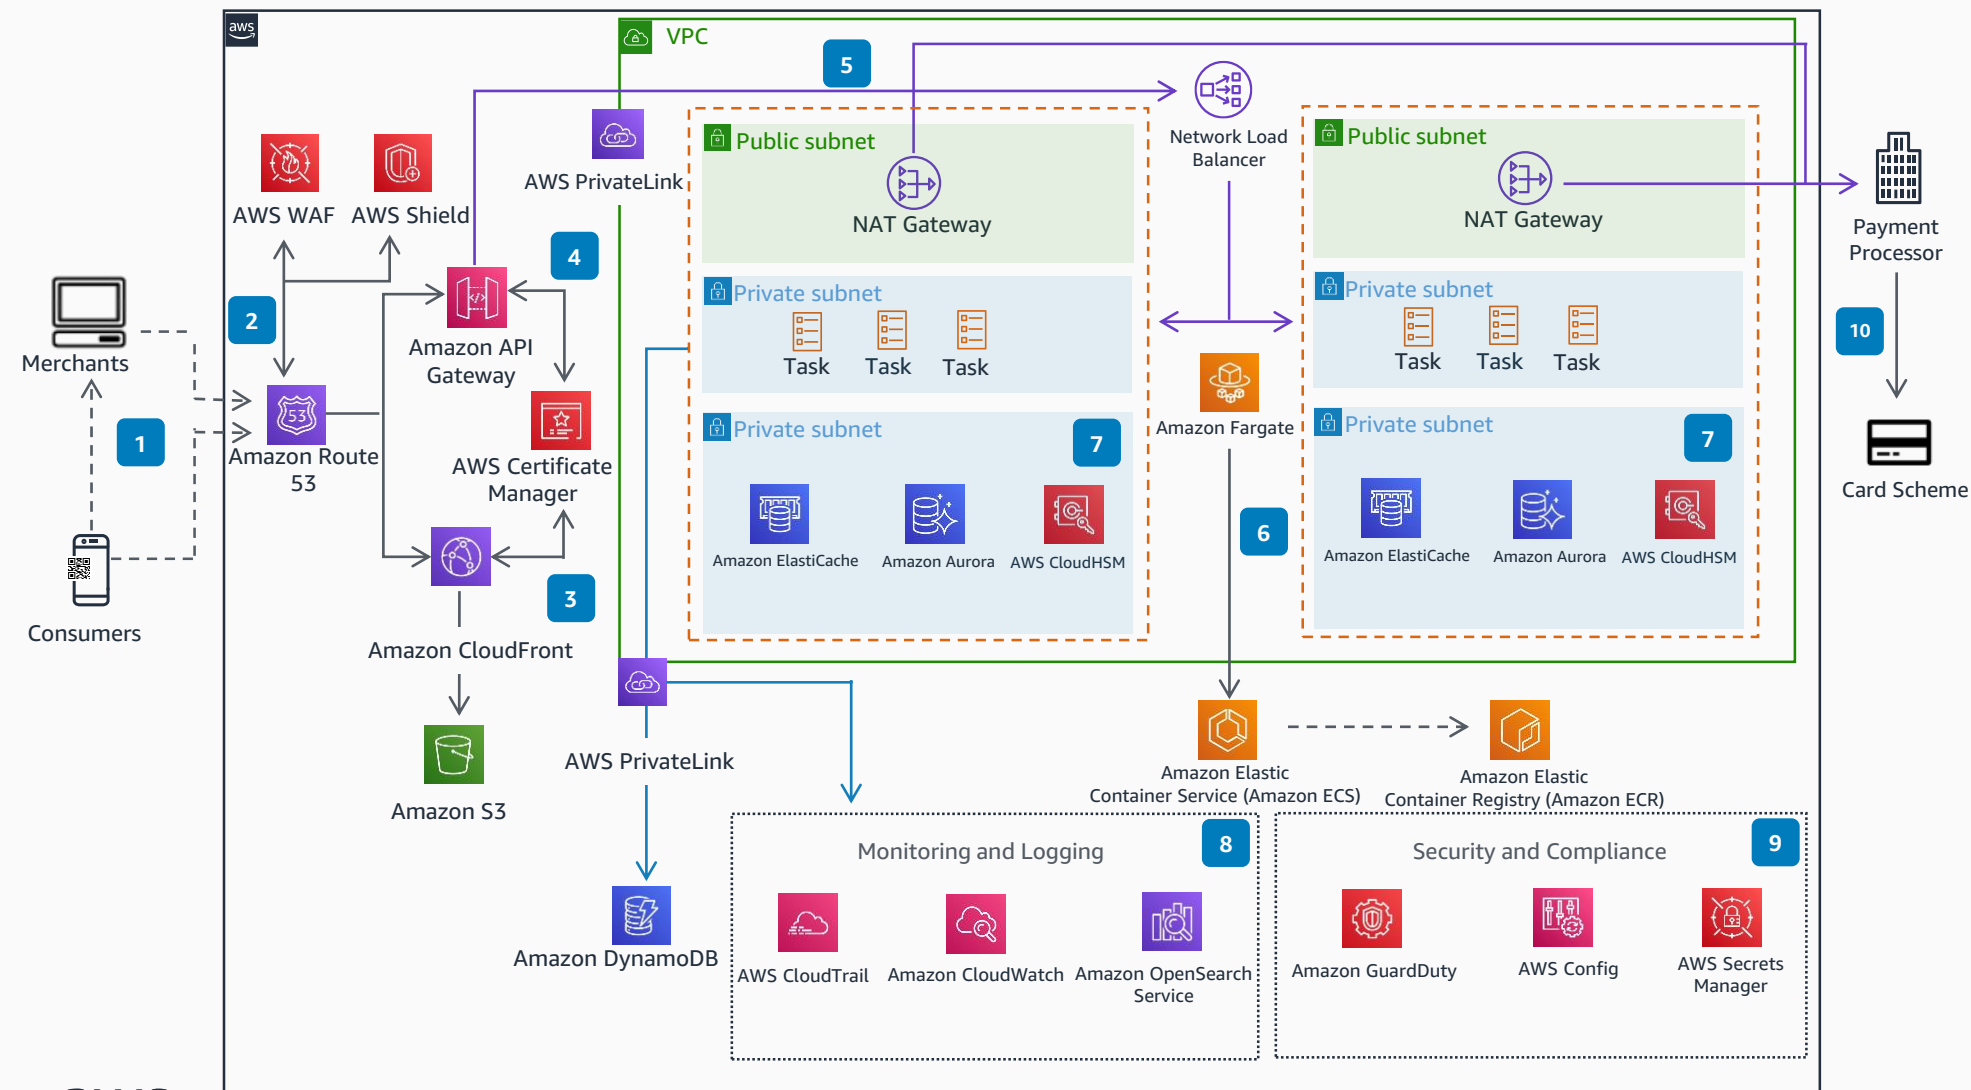 aws
VPC
5
Network Load
Balancer
AWS PrivateLink
Public subnet
NAT Gateway
Public subnet
NAT Gateway
Payment
Processor
AWS WAF
AWS Shield
4
2
Amazon API
Gateway
Merchants
1
53
Amazon Route
53
AWS Certificate
Manager
3
Consumers
Amazon CloudFront
Amazon S3
Private subnet
Task
Task
Task
Private subnet
Task
Task
Task
10
Amazon Fargate
Private subnet
7
Amazon ElastiCache
Amazon Aurora
AWS CloudHSM
6
Private subnet
7
Amazon ElastiCache
Amazon Aurora
AWS CloudHSM
Card Scheme
AWS PrivateLink
Amazon DynamoDB
Amazon Elastic
Container Service (Amazon ECS)
Amazon Elastic
Container Registry (Amazon ECR)
Monitoring and Logging
8
AWS CloudTrail
Amazon CloudWatch
Amazon OpenSearch
Service
Security and Compliance
9
Amazon GuardDuty
AWS Config
AWS Secrets
Manager